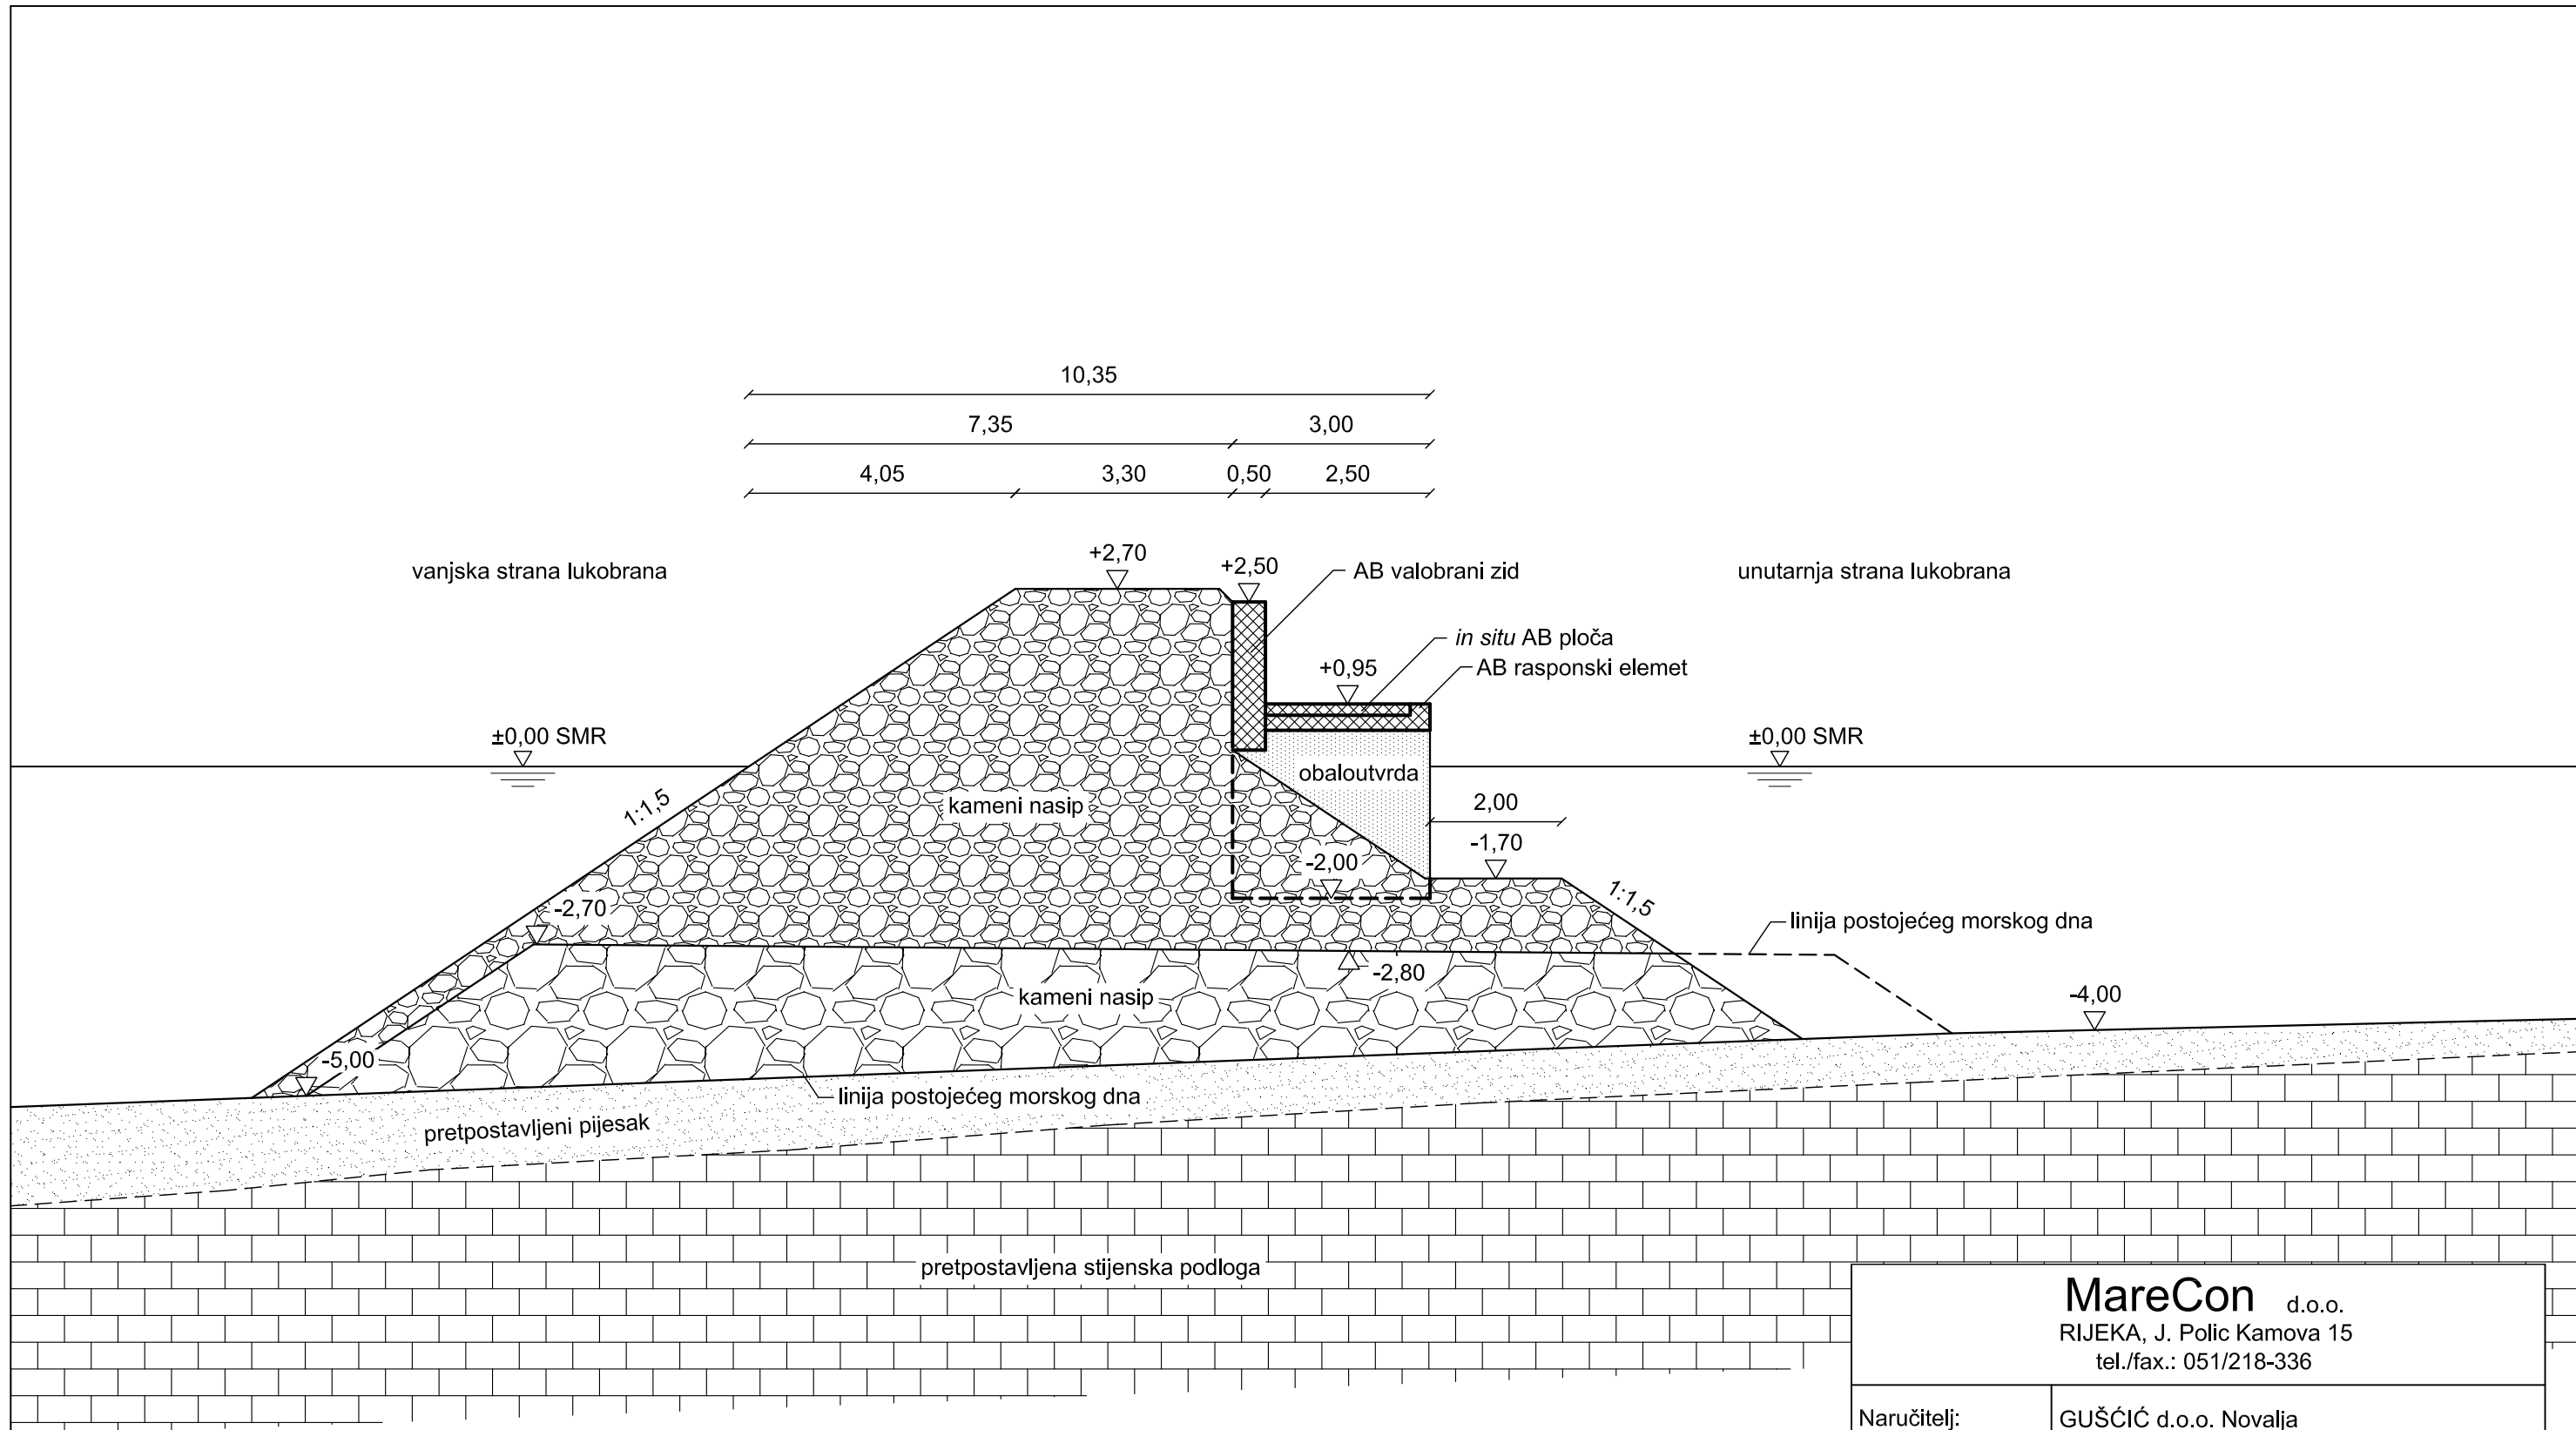 10,35
7,35
3,00
4,05
3,30
0,50
2,50
+2,70
+2,50
vanjska strana lukobrana
AB valobrani zid
unutarnja strana lukobrana
in situ AB ploča
+0,95
AB rasponski elemet
±0,00 SMR
±0,00 SMR
obaloutvrda
1:1,5
kameni nasip
2,00
-1,70
-2,00
1:1,5
-2,70
linija postojećeg morskog dna
-2,80
kameni nasip
-4,00
-5,00
linija postojećeg morskog dna
pretpostavljeni pijesak
pretpostavljena stijenska podloga
MareCon d.o.o.
RIJEKA, J. Polic Kamova 15
tel./fax.: 051/218-336
Naručitelj:
GUŠĆIĆ d.o.o. Novalja